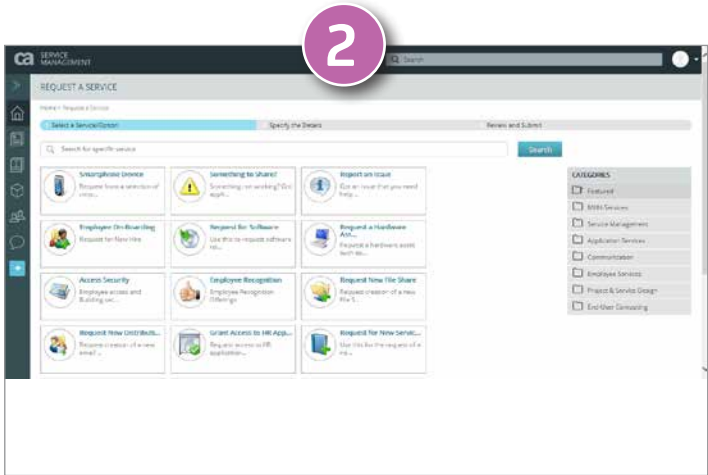 2
ca SERVICE
MANAGEMENT
Search
REQUEST A SERVICE
Home > Request a Service
Select a Service/Option
Specify the Details
Review and Submit
Search for specific service
Search
Smartphone Device
Request from a selection of
Something to Share?
Something not working? Got
Report an Issue
Got an issue that you need
help...
Employee On-Boarding
Request for New Hire
Request for Software
Use this to request software
Request a Hardware
Request a hardware asset
such as...
Access Security
Employee access and
Building sec...
Employee Recognition
Employee Recognition
Offerings
Request New File Share
Request creation of a new
file S...
Request New Distributi...
Request creation of a new
email ...
Grant Access to HR App...
Request access to HR
application...
Request for New Servic...
Use this for the request of a
CATEGORIES
Featured
Service Management
Application Services
Communication
Employee Services
Project & Service Design
End-User Computing